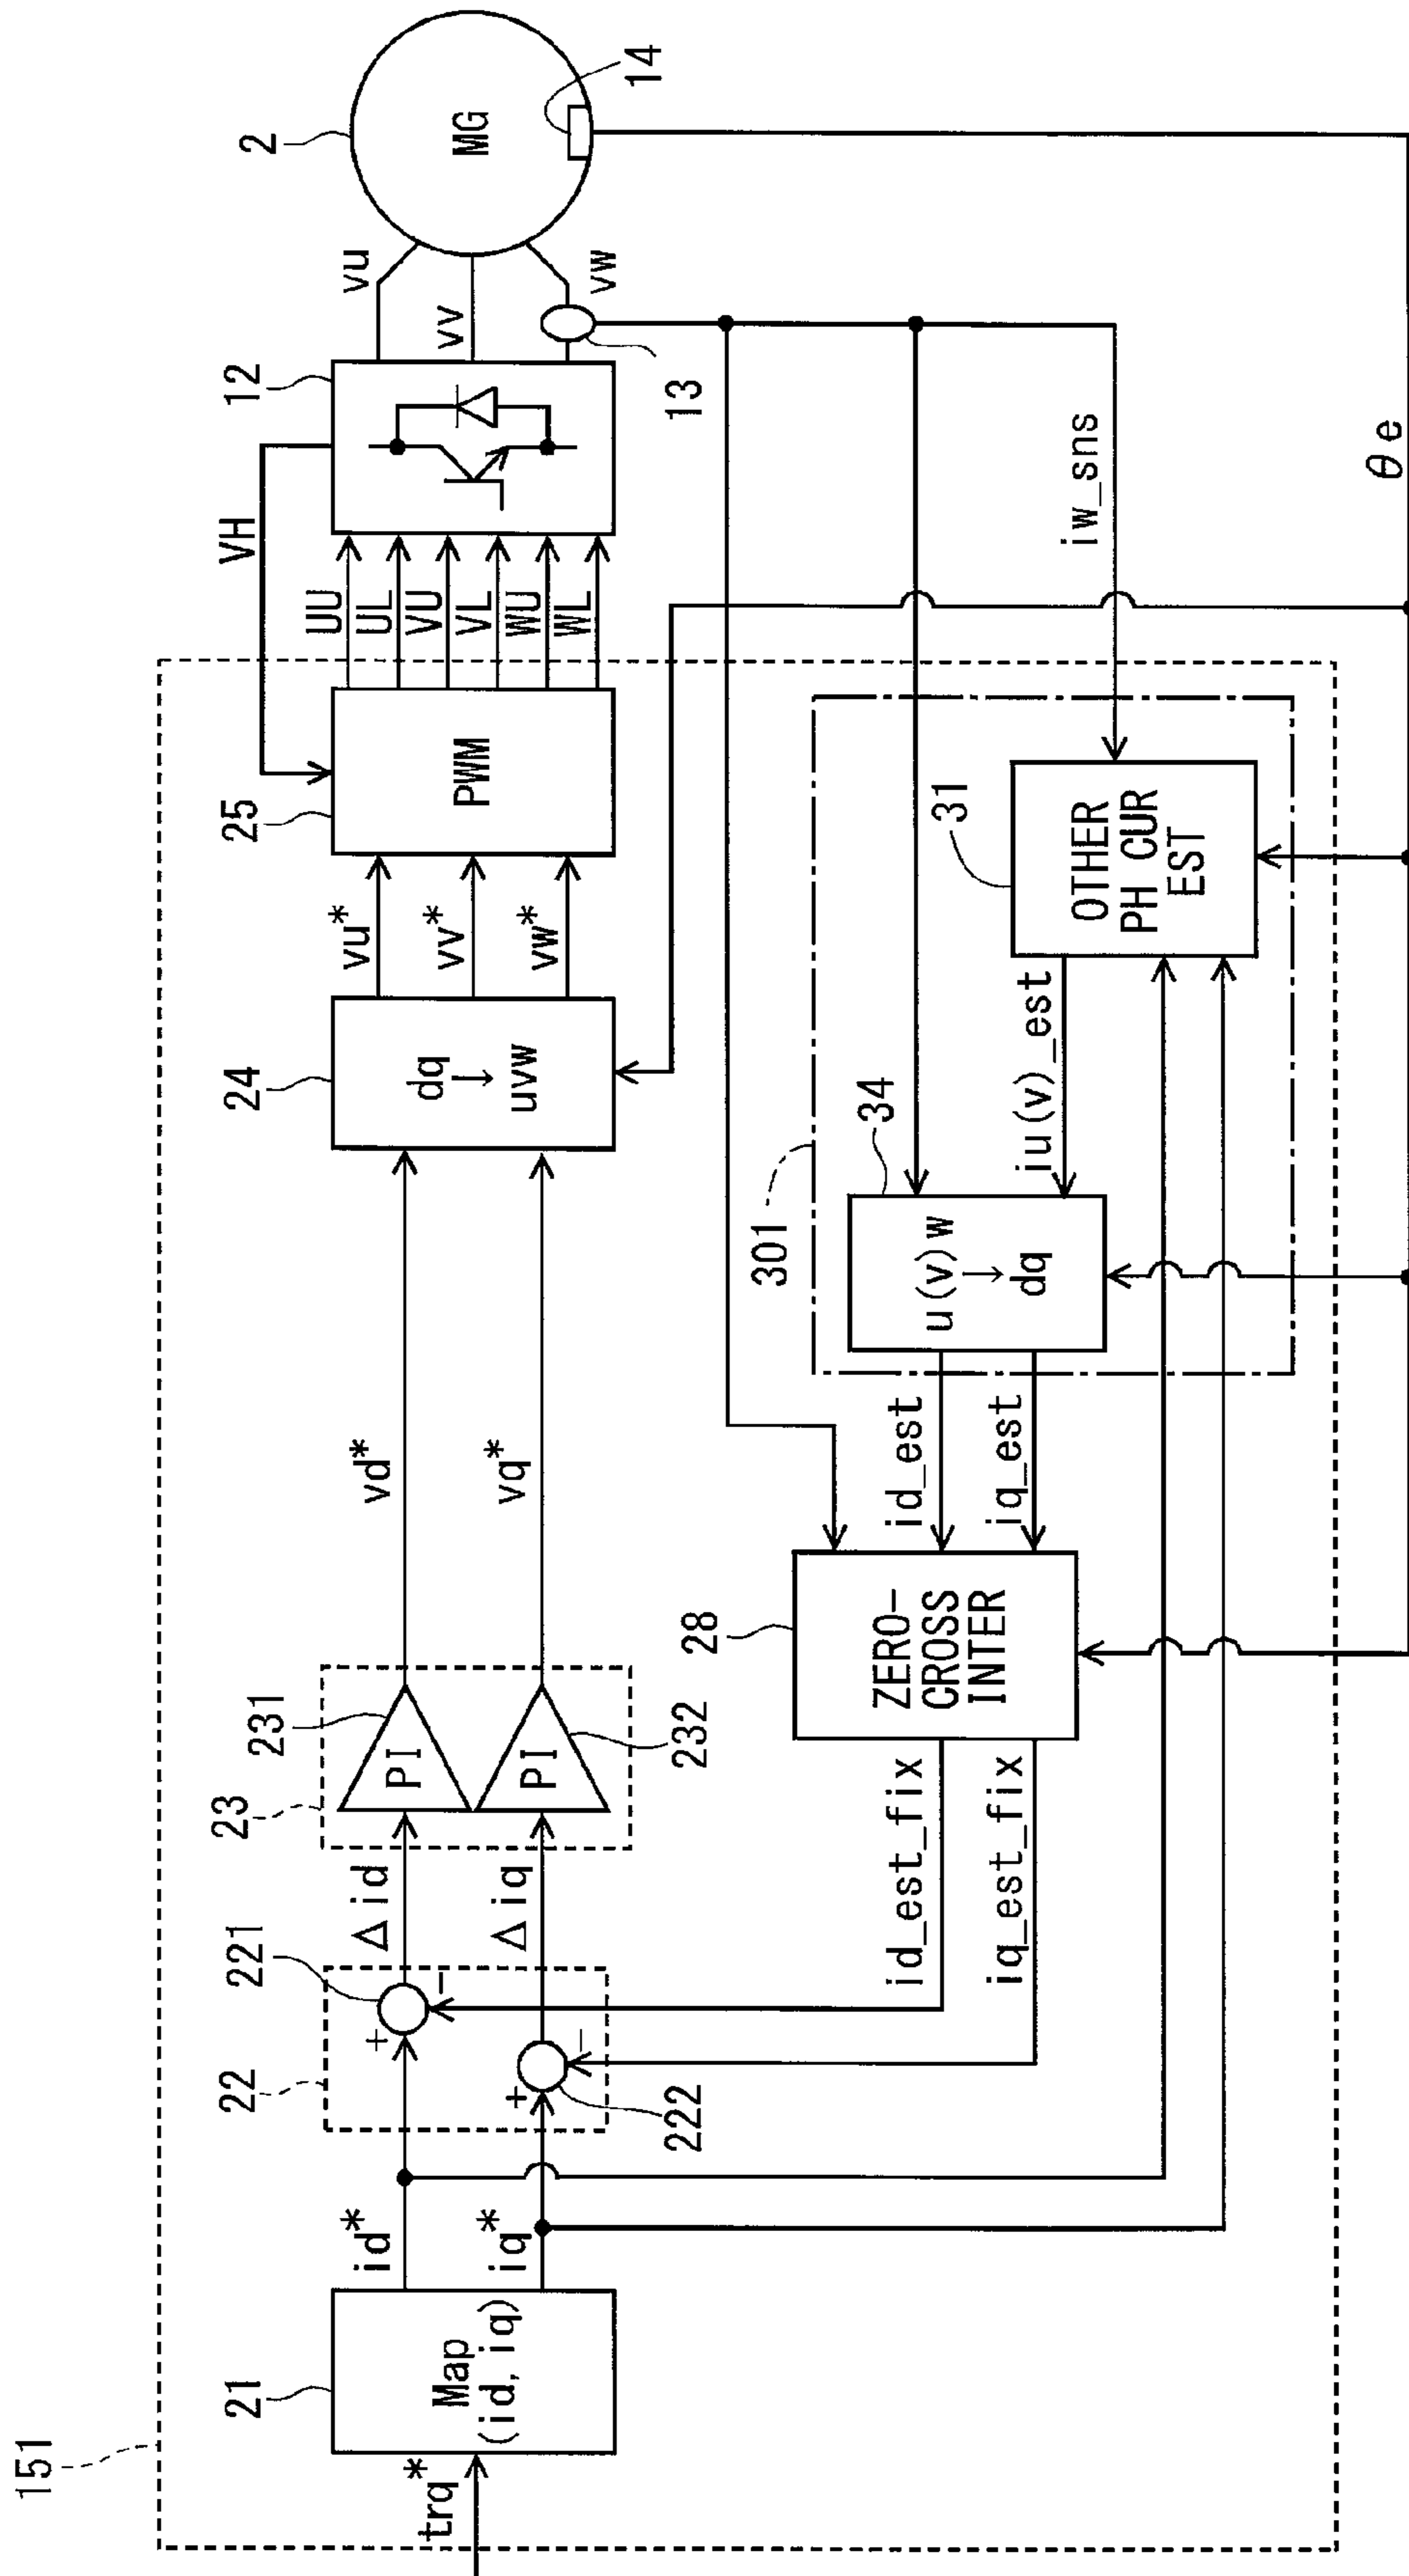 151
trq*
21
Map
(id, iq)
id*
iq*
22
221
222
+
-
+
-
Δid
Δiq
23
231
232
PI
PI
vd*
vq*
24
dq
→
uvw
vu*
vv*
vw*
25
PWM
VH
UU
UL
VU
VL
WU
WL
12
vu
vv
vw
13
2
MG
14
28
ZERO-
CROSS
INTER
id_est_fix
iq_est_fix
id_est
iq_est
301
34
u(v)w
→
dq
iu(v)_est
31
OTHER
PH CUR
EST
iw_sns
θe